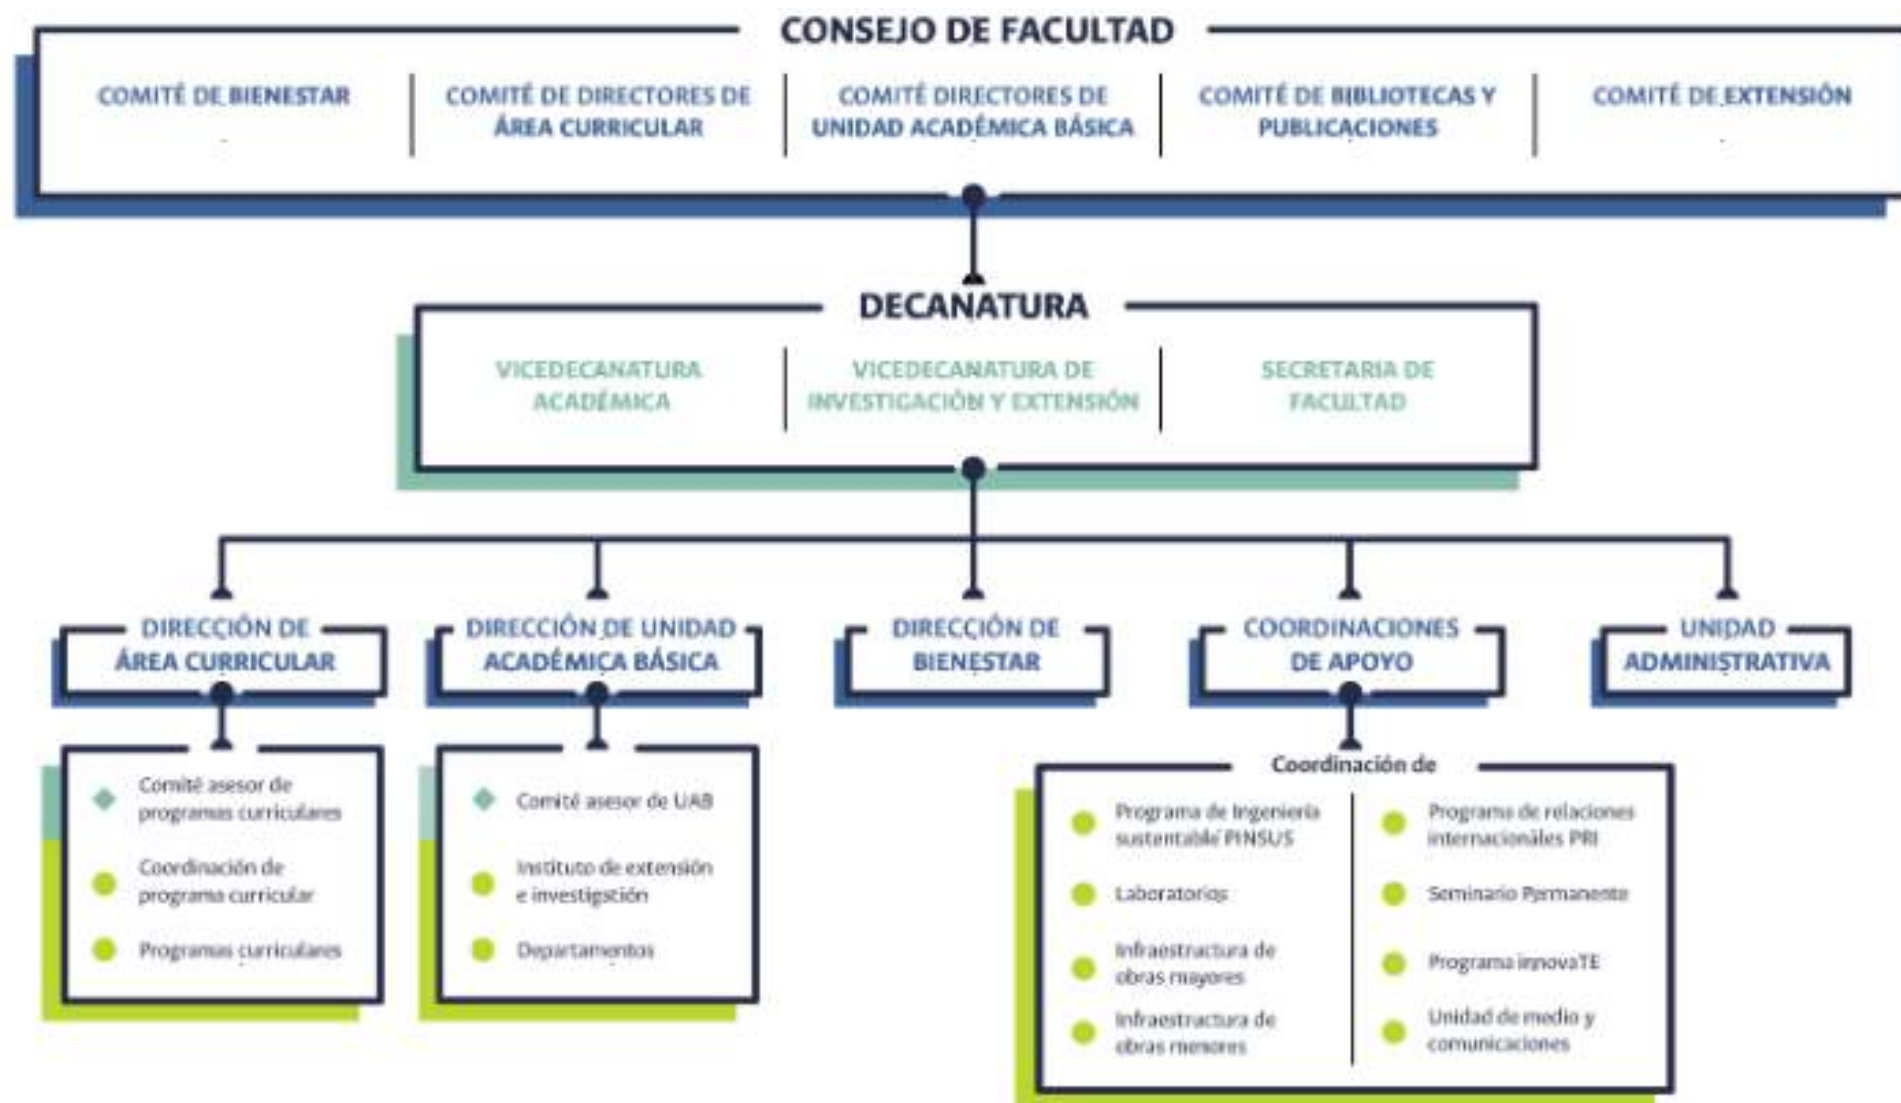 CONSEJO DE FACULTAD
COMITÉ DE BIENESTAR
COMITÉ DE DIRECTORES DE
ÁREA CURRICULAR
COMITÉ DIRECTORES DE
UNIDAD ACADÉMICA BÁSICA
COMITÉ DE BIBLIOTECAS Y
PUBLICACIONES
COMITÉ DE EXTENSIÓN
DECANATURA
VICEDECANATURA
ACADÉMICA
VICEDECANATURA DE
INVESTIGACIÓN Y EXTENSIÓN
SECRETARIA DE
FACULTAD
DIRECCIÓN DE
ÁREA CURRICULAR
DIRECCIÓN DE UNIDAD
ACADÉMICA BÁSICA
DIRECCIÓN DE
BIENESTAR
COORDINACIONES
DE APOYO
UNIDAD
ADMINISTRATIVA
Comité asesor de
programas curriculares
Coordinación de
programa curricular
Programas curriculares
Comité asesor de UAB
Instituto de extensión
e investigstión
Departamentos
Coordinación de
Programa de Ingeniería
sustentable PINSUS
Laboratorios
Infraestructura de
obras mayores
Infraestructura de
obras menores
Programa de relaciones
internacionales PRI
Seminario Permanente
Programa innovaTE
Unidad de medio y
comunicaciones